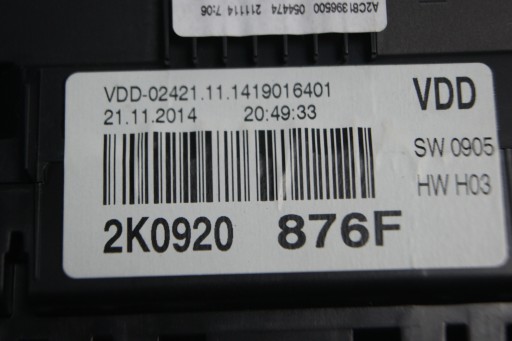 A2C81396500 054474 211114 7:06
VDD-02421.11.1419016401
21.11.2014 20:49:33
VDD
SW 0905
HW H03
2K0920 876F